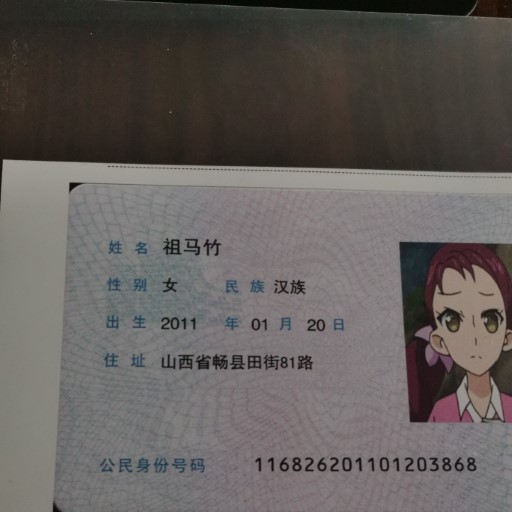 姓名 祖马竹
性别 女 民族 汉族
出生 2011 年 01 月 20 日
住址 山西省畅县田街81路
公民身份号码 116826201101203868